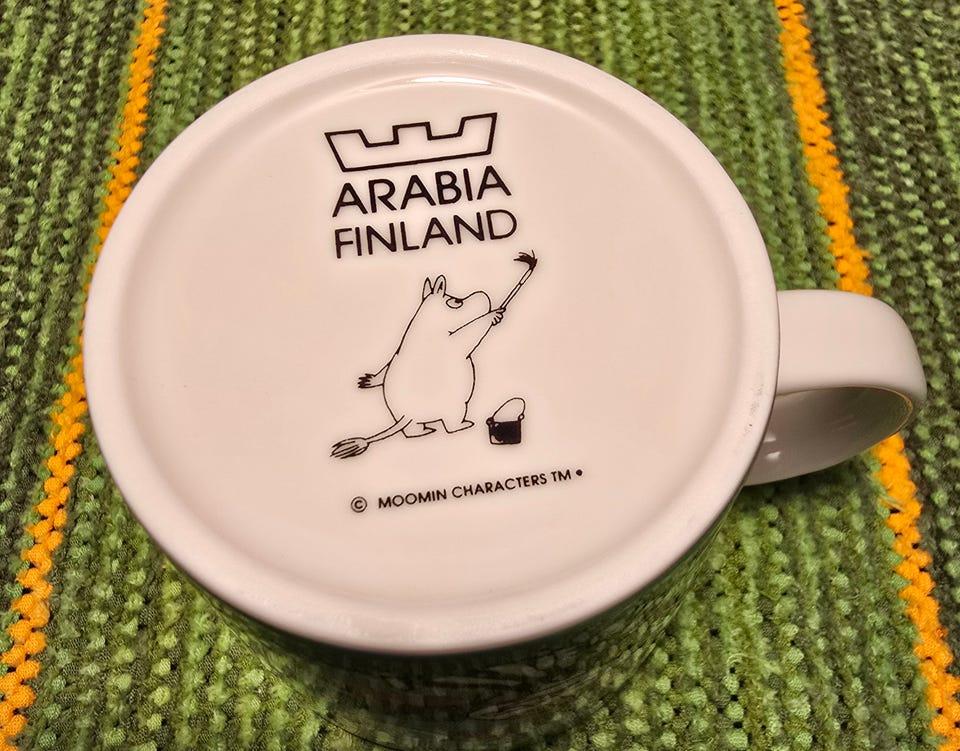 ARABIA
FINLAND
© MOOMIN CHARACTERS TM •